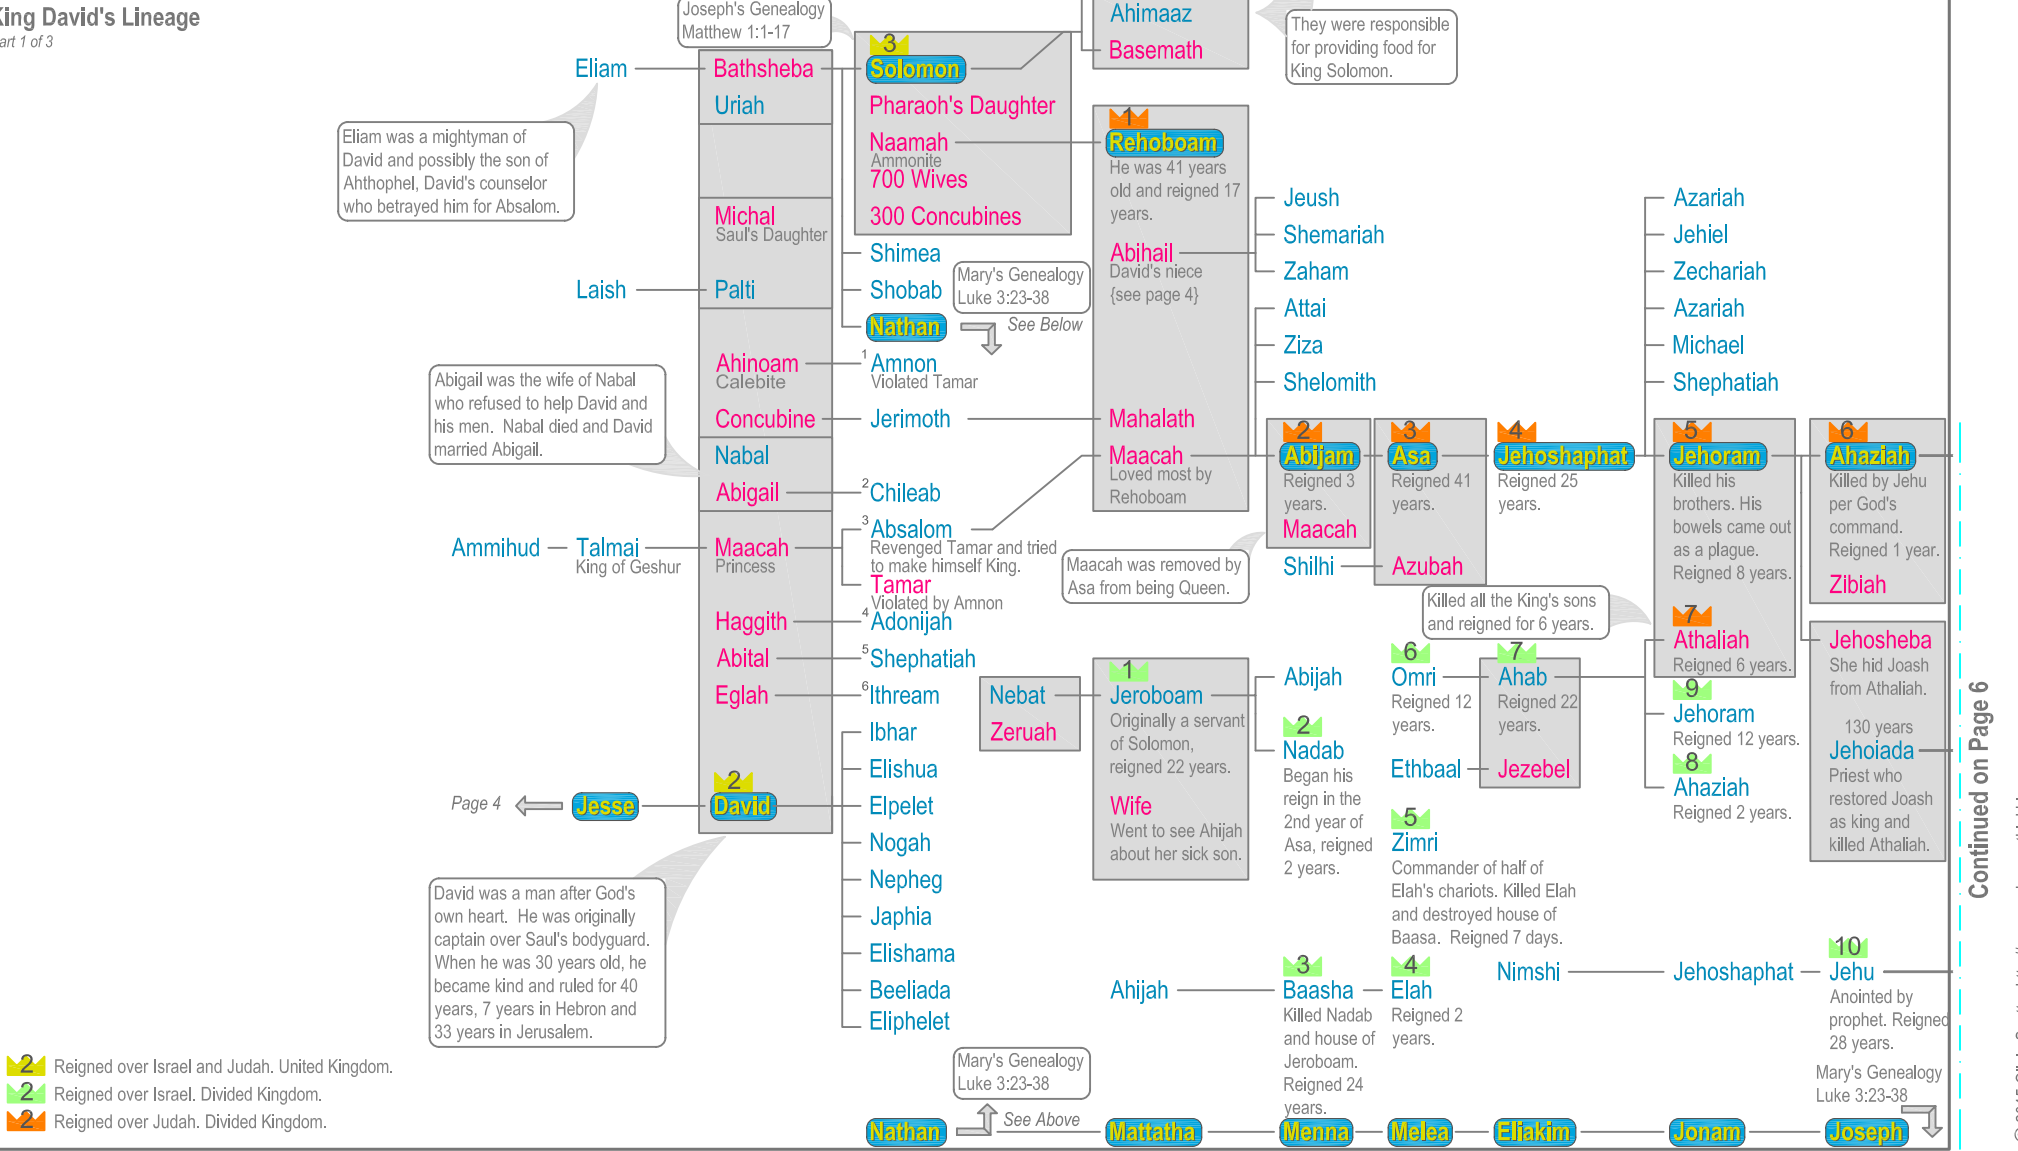 King David's Lineage
art 1 of 3
Joseph's Genealogy
Matthew 1:1-17
Ahimaaz
Basemath
They were responsible
for providing food for
King Solomon.
Eliam
Bathsheba
Uriah
3
Solomon
Pharaoh's Daughter
Naamah
Ammonite
700 Wives
300 Concubines
1
Rehoboam
He was 41 years
old and reigned 17
years.
Abihail
David's niece
{see page 4}
Eliam was a mightyman of
David and possibly the son of
Ahthophel, David's counselor
who betrayed him for Absalom.
Michal
Saul's Daughter
Laish
Palti
Shimea
Shobab
Nathan
Mary's Genealogy
Luke 3:23-38
See Below
Jeush
Shemariah
Zaham
Attai
Ziza
Shelomith
Azariah
Jehiel
Zechariah
Azariah
Michael
Shephatiah
Abigail was the wife of Nabal
who refused to help David and
his men. Nabal died and David
married Abigail.
Ahinoam
Calebite
1
Amnon
Violated Tamar
Concubine
Jerimoth
Mahalath
Nabal
Abigail
2
Chileab
Maacah
Loved most by
Rehoboam
2
Abijam
Reigned 3
years.
Maacah
3
Asa
Reigned 41
years.
Shilhi
Azubah
4
Jehoshaphat
Reigned 25
years.
5
Jehoram
Killed his
brothers. His
bowels came out
as a plague.
Reigned 8 years.
6
Ahaziah
Killed by Jehu
per God's
command.
Reigned 1 year.
Zibiah
Ammihud
Talmai
King of Geshur
Maacah
Princess
3
Absalom
Revenged Tamar and tried
to make himself King.
Tamar
Violated by Amnon
Maacah was removed by
Asa from being Queen.
Killed all the King's sons
and reigned for 6 years.
7
Athaliah
Reigned 6 years.
Jehosheba
She hid Joash
from Athaliah.
130 years
Jehoiada
Priest who
restored Joash
as king and
killed Athaliah.
Haggith
4
Adonijah
Abital
5
Shephatiah
Eglah
6
Ithream
Ibhar
Elishua
Elpelet
Nogah
Nepheg
Japhia
Elishama
Beeliada
Eliphelet
Nebat
Zeruah
1
Jeroboam
Originally a servant
of Solomon,
reigned 22 years.
Wife
Went to see Ahijah
about her sick son.
Abijah
2
Nadab
Began his
reign in the
2nd year of
Asa, reigned
2 years.
6
Omri
Reigned 12
years.
7
Ahab
Reigned 22
years.
Ethbaal
Jezebel
9
Jehoram
Reigned 12 years.
8
Ahaziah
Reigned 2 years.
5
Zimri
Commander of half of
Elah's chariots. Killed Elah
and destroyed house of
Baasa. Reigned 7 days.
Page 4
Jesse
2
David
David was a man after God's
own heart. He was originally
captain over Saul's bodyguard.
When he was 30 years old, he
became kind and ruled for 40
years, 7 years in Hebron and
33 years in Jerusalem.
Ahijah
3
Baasha
Killed Nadab
and house of
Jeroboam.
Reigned 24
years.
4
Elah
Reigned 2
years.
Nimshi
Jehoshaphat
10
Jehu
Anointed by
prophet. Reigned
28 years.
Continued on Page 6
2 Reigned over Israel and Judah. United Kingdom.
2 Reigned over Israel. Divided Kingdom.
2 Reigned over Judah. Divided Kingdom.
Mary's Genealogy
Luke 3:23-38
See Above
Mary's Genealogy
Luke 3:23-38
Nathan
Mattatha
Menna
Melea
Eliakim
Jonam
Joseph